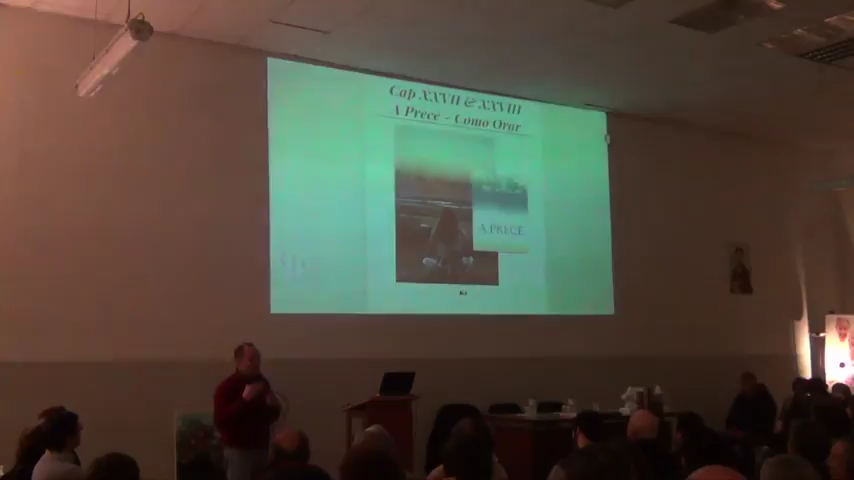 Cap XXVII & XXVIII
A Prece - Como Orar
A PRECE